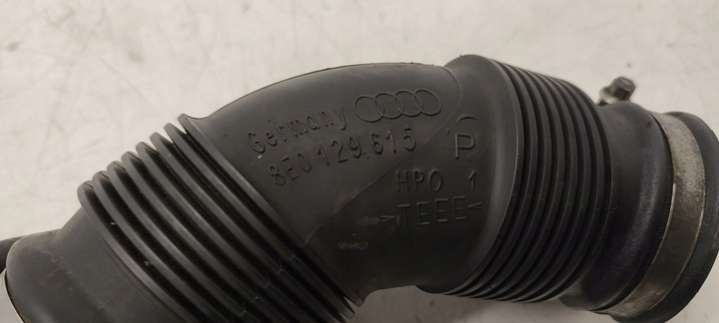 Germany
8E0 129 615
P
HPO 1
>TEEE<